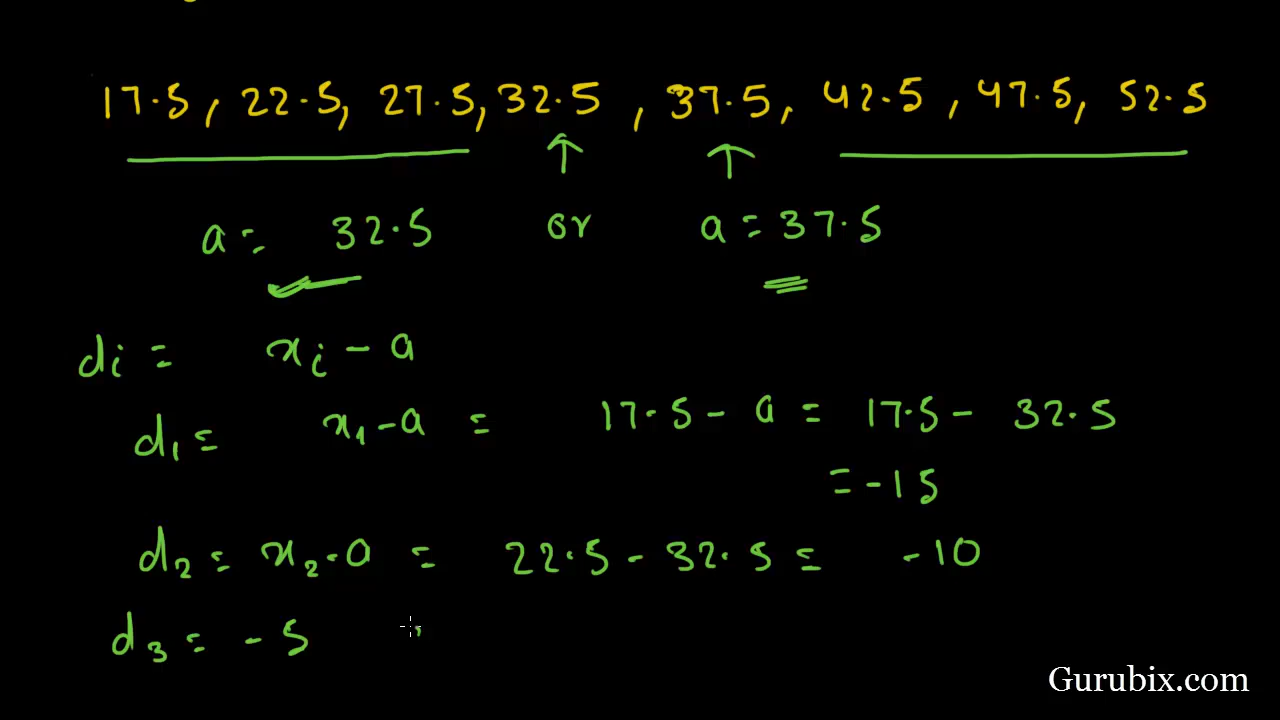 17.5, 22.5, 27.5, 32.5, 37.5, 42.5, 47.5, 52.5
a = 32.5 or a = 37.5
di = xi - a
d1 = x1 - a = 17.5 - a = 17.5 - 32.5
= -15
d2 = x2 - a = 22.5 - 32.5 = -10
d3 = -5
Gurubix.com